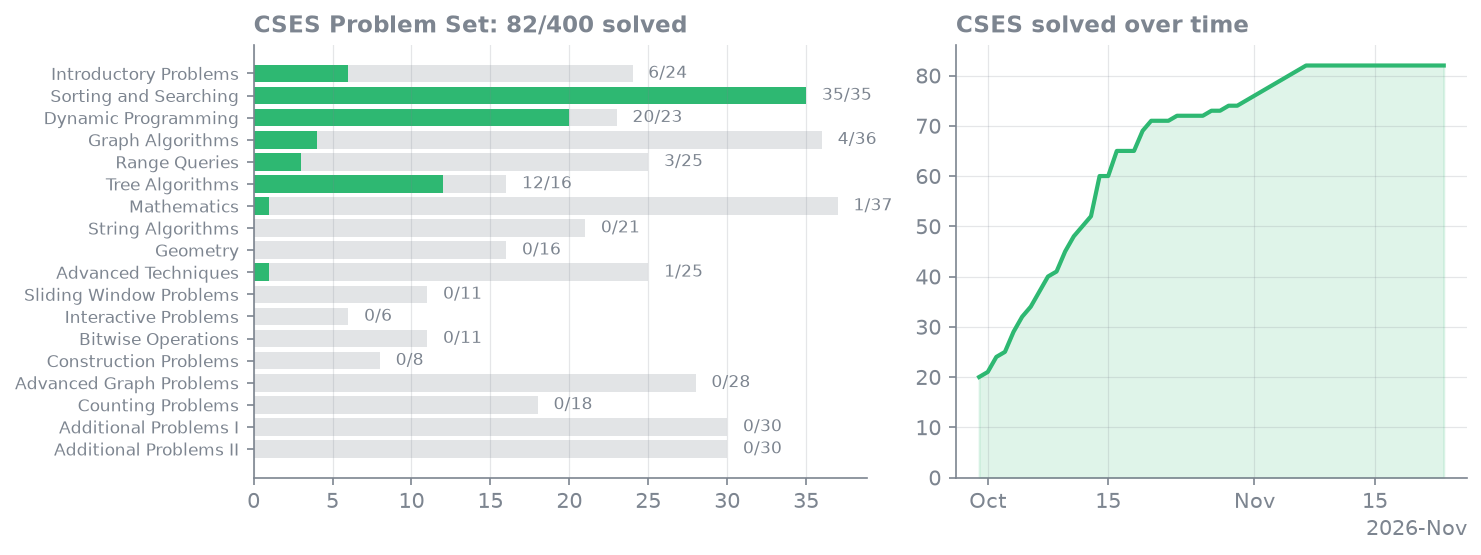 CSES Problem Set: 82/400 solved
Introductory Problems 6/24
Sorting and Searching 35/35
Dynamic Programming 20/23
Graph Algorithms 4/36
Range Queries 3/25
Tree Algorithms 12/16
Mathematics 1/37
String Algorithms 0/21
Geometry 0/16
Advanced Techniques 1/25
Sliding Window Problems 0/11
Interactive Problems 0/6
Bitwise Operations 0/11
Construction Problems 0/8
Advanced Graph Problems 0/28
Counting Problems 0/18
Additional Problems I 0/30
Additional Problems II 0/30
0 5 10 15 20 25 30 35
CSES solved over time
80
70
60
50
40
30
20
10
0
Oct 15 Nov 15
2026-Nov